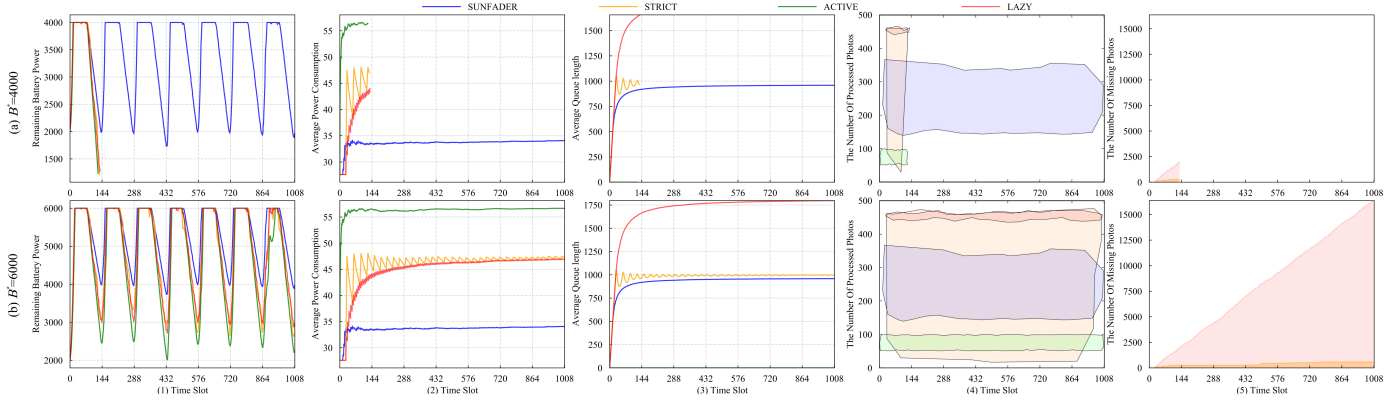 SUNFADER STRICT ACTIVE LAZY
(a) B*=4000
Remaining Battery Power
4000
3500
3000
2500
2000
1500
0 144 288 432 576 720 864 1008
Average Power Consumption
55
50
45
40
35
30
0 144 288 432 576 720 864 1008
Average Queue length
1500
1250
1000
750
500
250
0
0 144 288 432 576 720 864 1008
The Number Of Processed Photos
500
400
300
200
100
0
0 144 288 432 576 720 864 1008
The Number Of Missing Photos
15000
12500
10000
7500
5000
2500
0
0 144 288 432 576 720 864 1008
(b) B*=6000
Remaining Battery Power
6000
5000
4000
3000
2000
0 144 288 432 576 720 864 1008
(1) Time Slot
Average Power Consumption
55
50
45
40
35
30
0 144 288 432 576 720 864 1008
(2) Time Slot
Average Queue length
1750
1500
1250
1000
750
500
250
0
0 144 288 432 576 720 864 1008
(3) Time Slot
The Number Of Processed Photos
500
400
300
200
100
0
0 144 288 432 576 720 864 1008
(4) Time Slot
The Number Of Missing Photos
15000
12500
10000
7500
5000
2500
0
0 144 288 432 576 720 864 1008
(5) Time Slot